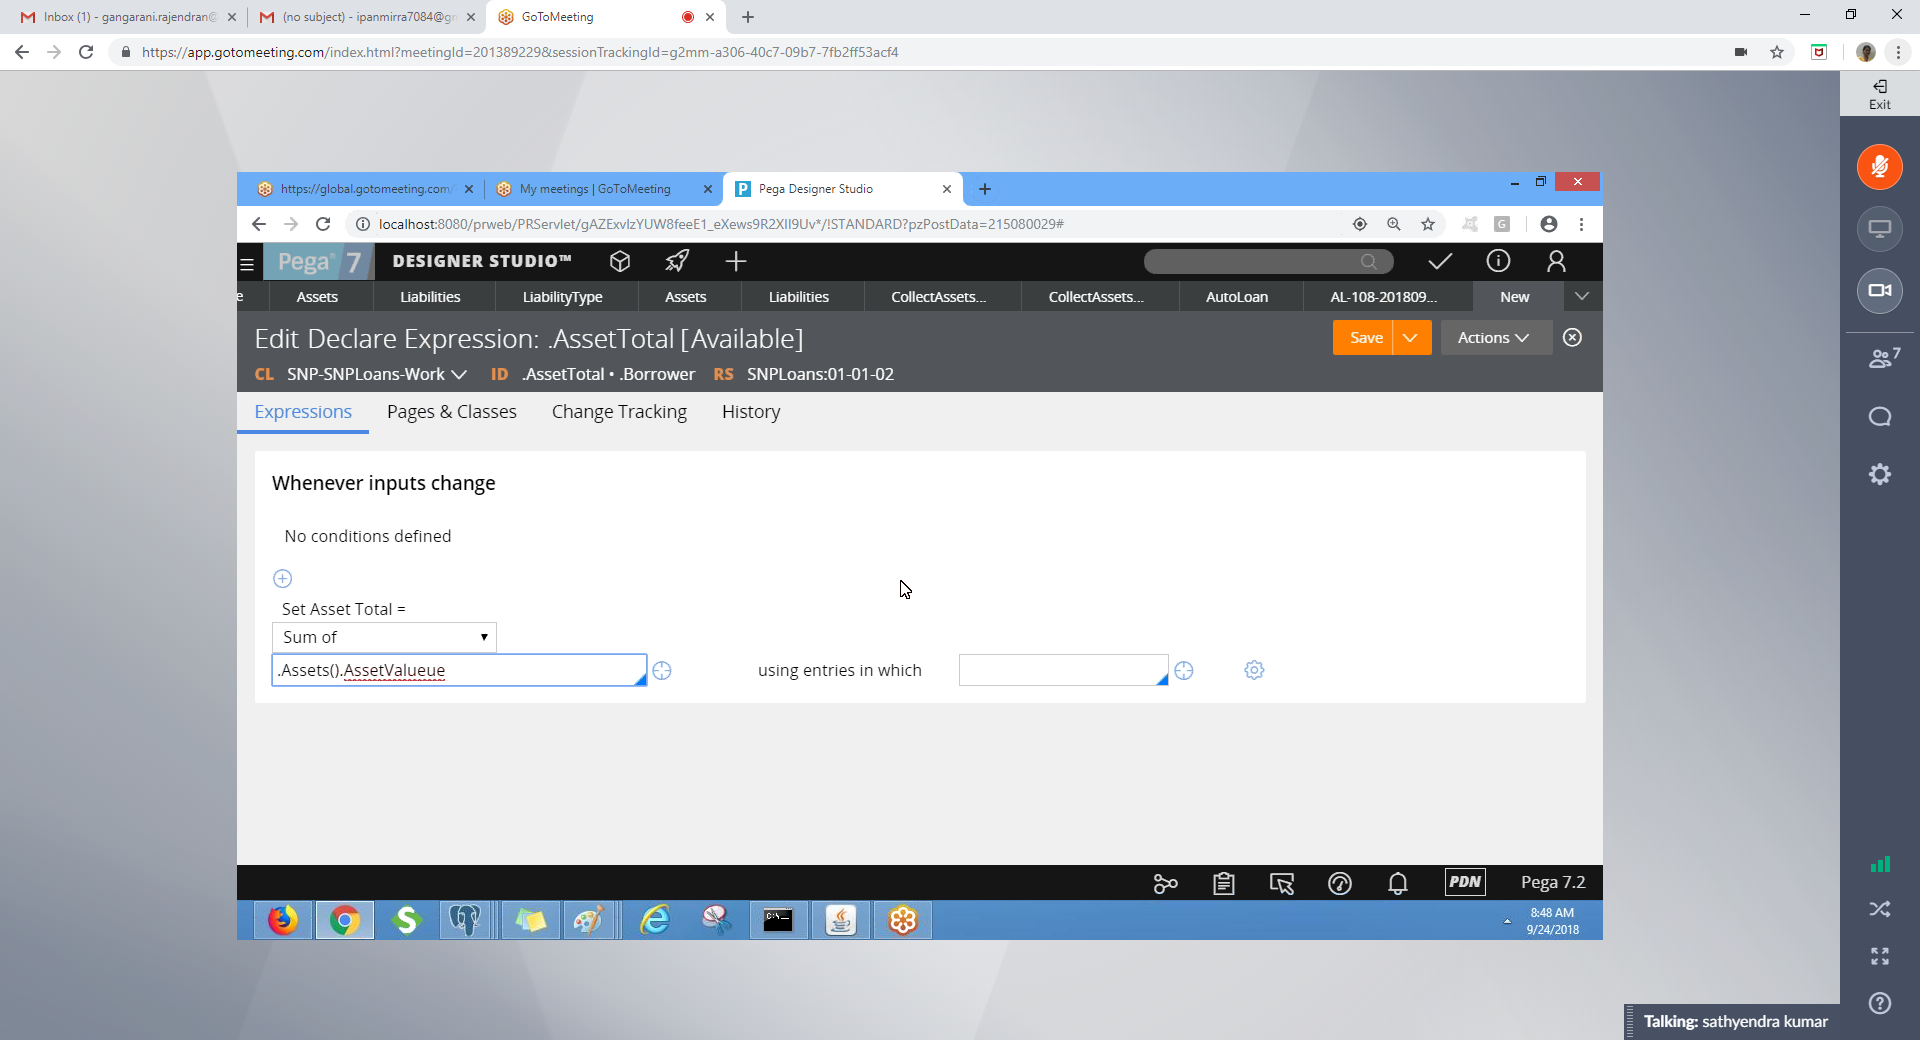 Inbox (1) - gangarani.rajendran@
(no subject) - ipanmirra7084@gm
GoToMeeting
https://app.gotomeeting.com/index.html?meetingId=201389229&sessionTrackingId=g2mm-a306-40c7-09b7-7fb2ff53acf4
Exit
https://global.gotomeeting.com/
My meetings | GoToMeeting
Pega Designer Studio
localhost:8080/prweb/PRServlet/gAZExvIzYUW8feeE1_eXews9R2XII9Uv*/!STANDARD?pzPostData=215080029#
Pega 7 DESIGNER STUDIO™
e Assets Liabilities LiabilityType Assets Liabilities CollectAssets... CollectAssets... AutoLoan AL-108-201809... New
Edit Declare Expression: .AssetTotal [Available]
Save
Actions
CL SNP-SNPLoans-Work ID .AssetTotal • .Borrower RS SNPLoans:01-01-02
7
Expressions Pages & Classes Change Tracking History
Whenever inputs change
No conditions defined
Set Asset Total =
Sum of
.Assets().AssetValueue
using entries in which
PDN
Pega 7.2
C:\.
8:48 AM
9/24/2018
Talking: sathyendra kumar